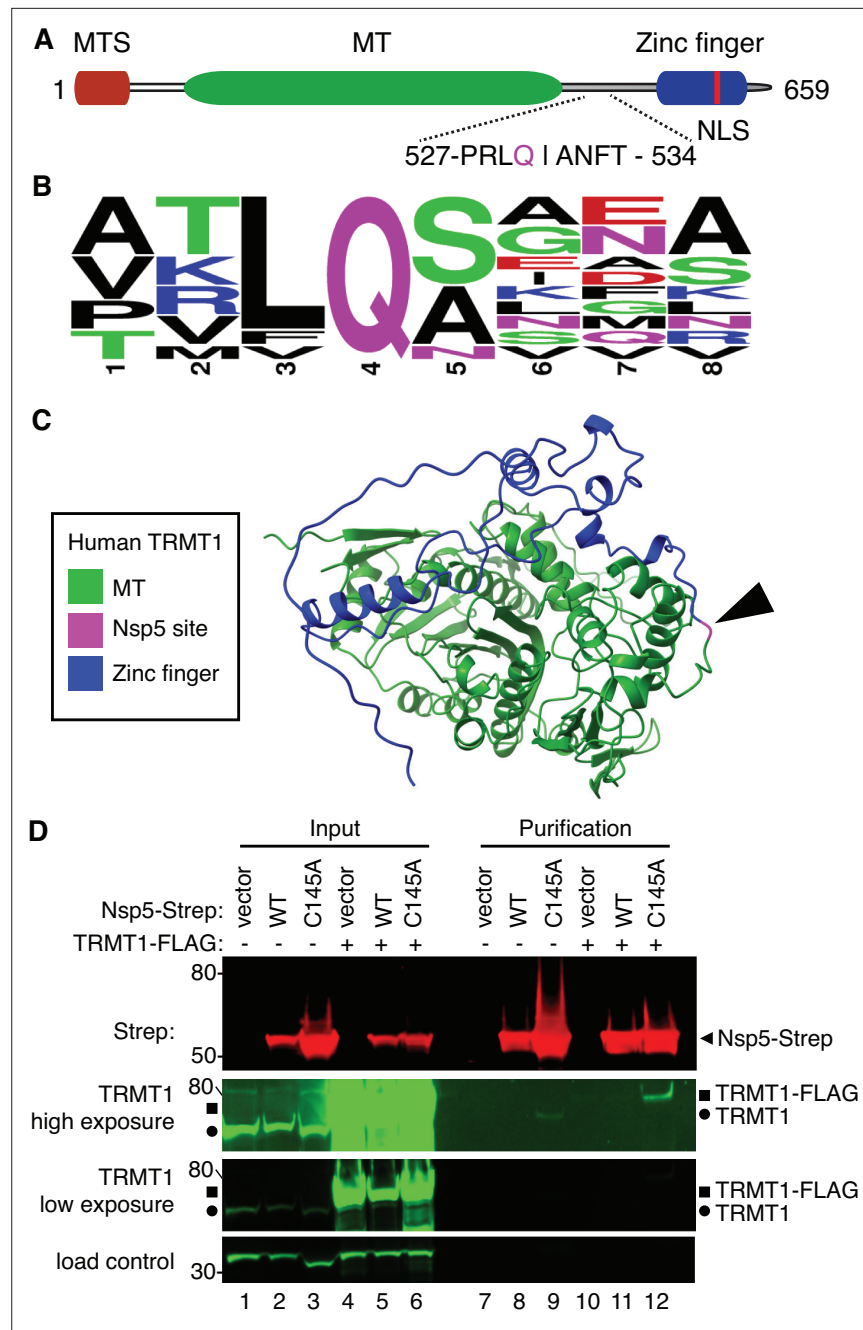 A
MTS MT Zinc finger
1 659
NLS
527-PRLQ | ANFT - 534
B
A T L Q S A E A
V K F A G N S
P R V N E A K
T V I D L
M K F N
L G R
N M V
S Q
V V
1 2 3 4 5 6 7 8
C
Human TRMT1
MT
Nsp5 site
Zinc finger
D
Input Purification
Nsp5-Strep: vector WT C145A vector WT C145A vector WT C145A vector WT C145A
TRMT1-FLAG: - - - + + + - - - + + +
80
Strep:
50
Nsp5-Strep
TRMT1 high exposure
80
TRMT1-FLAG
TRMT1
TRMT1 low exposure
80
TRMT1-FLAG
TRMT1
load control
30
1 2 3 4 5 6 7 8 9 10 11 12